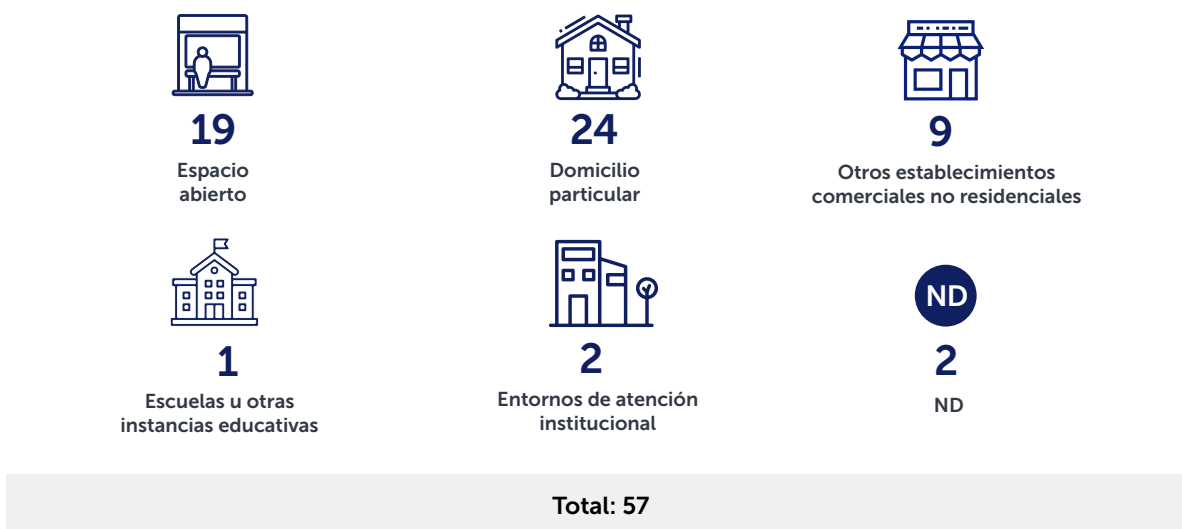 19
Espacio
abierto
24
Domicilio
particular
9
Otros establecimientos
comerciales no residenciales
1
Escuelas u otras
instancias educativas
2
Entornos de atención
institucional
ND
2
ND
Total: 57